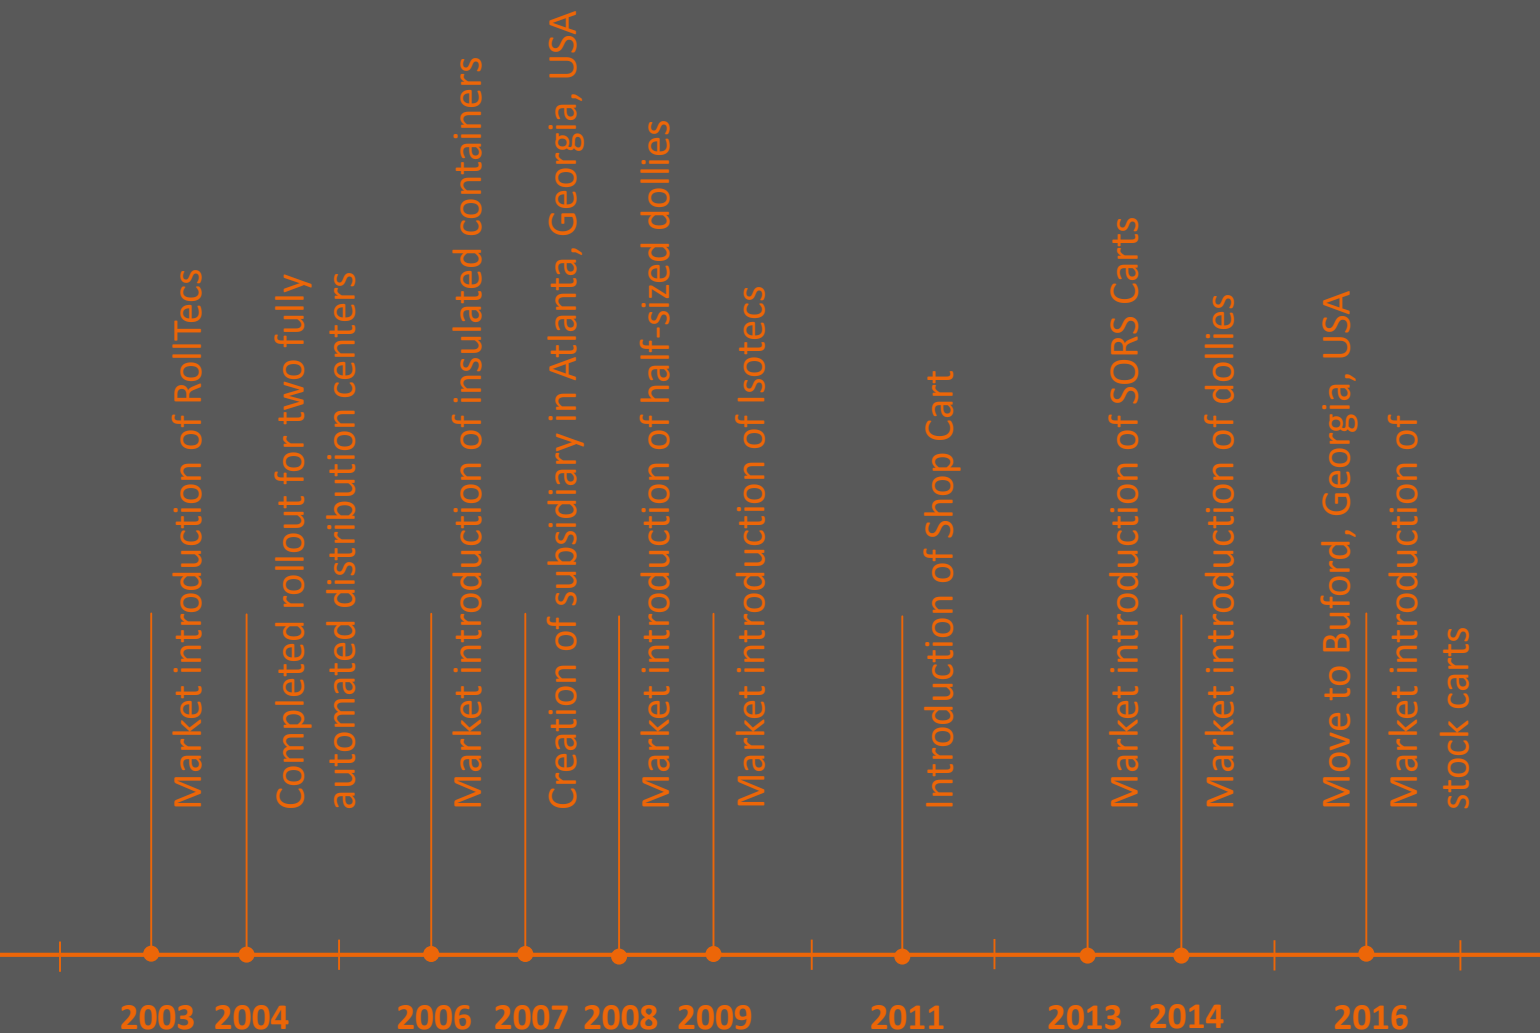 Market introduction of RollTecs
Completed rollout for two fully
automated distribution centers
Market introduction of insulated containers
Creation of subsidiary in Atlanta, Georgia, USA
Market introduction of half-sized dollies
Market introduction of Isotecs
Introduction of Shop Cart
Market introduction of SORS Carts
Market introduction of dollies
Move to Buford, Georgia, USA
Market introduction of
stock carts
2003 2004 2006 2007 2008 2009 2011 2013 2014 2016